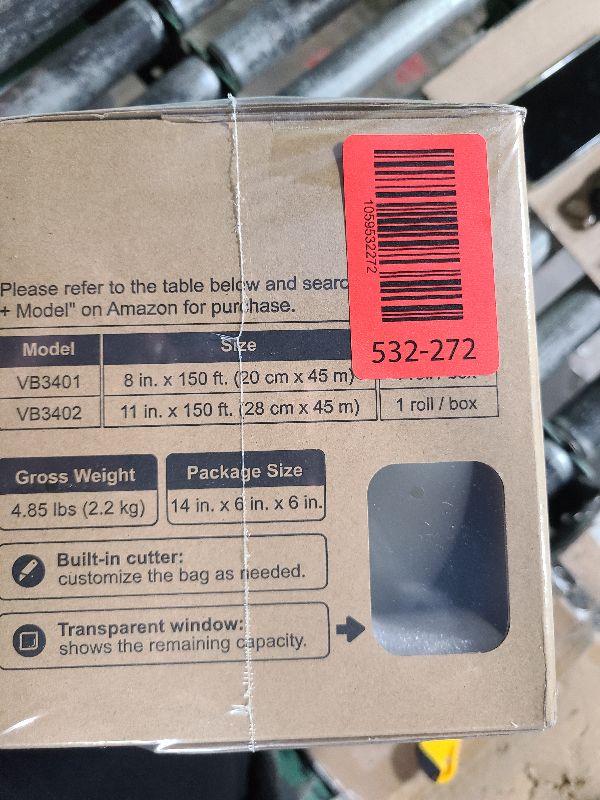 1059532272
532-272
Please refer to the table below and searc
+ Model" on Amazon for purchase.
Model Size
VB3401 8 in. x 150 ft. (20 cm x 45 m)
VB3402 11 in. x 150 ft. (28 cm x 45 m) 1 roll / box
Gross Weight Package Size
4.85 lbs (2.2 kg) 14 in. x 6 in. x 6 in.
Built-in cutter:
customize the bag as needed.
Transparent window:
shows the remaining capacity.